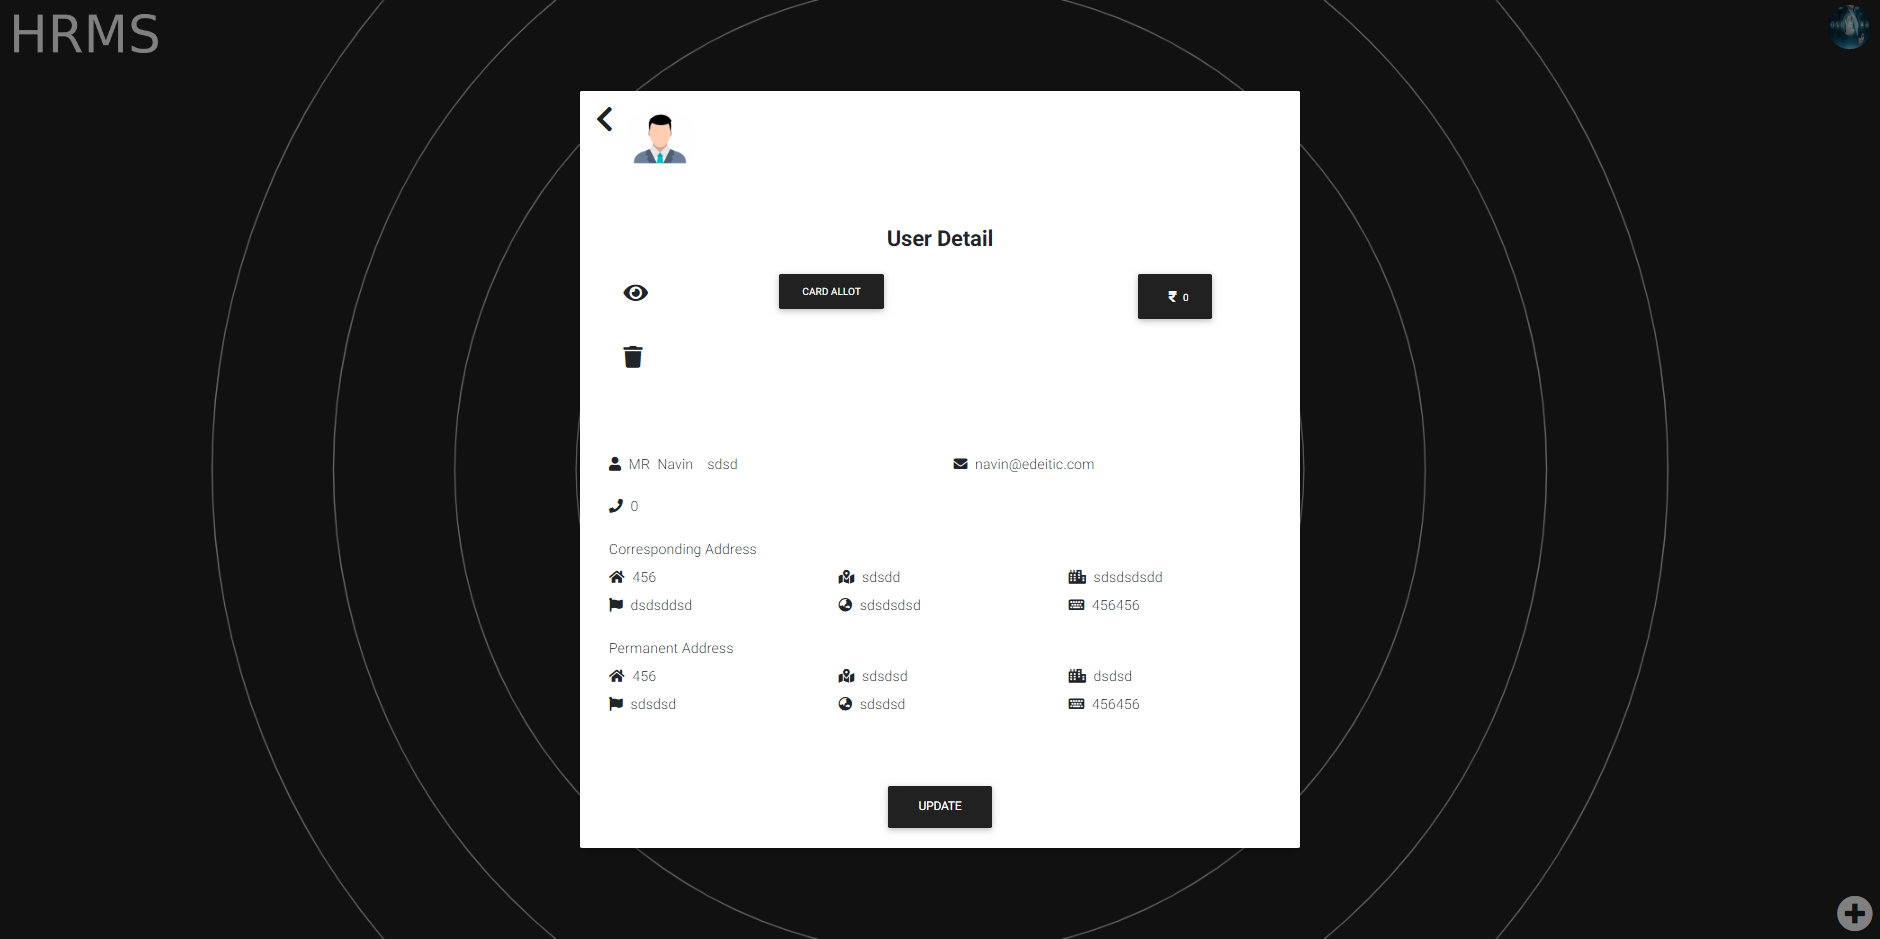 HRMS
User Detail
CARD ALLOT
₹ 0
MR Navin sdsd
navin@edeitic.com
0
Corresponding Address
456 sdsdd sdsdsdsdd
dsdsddsd sdsdsdsd 456456
Permanent Address
456 sdsdsd dsdsd
sdsdsd sdsdsd 456456
UPDATE